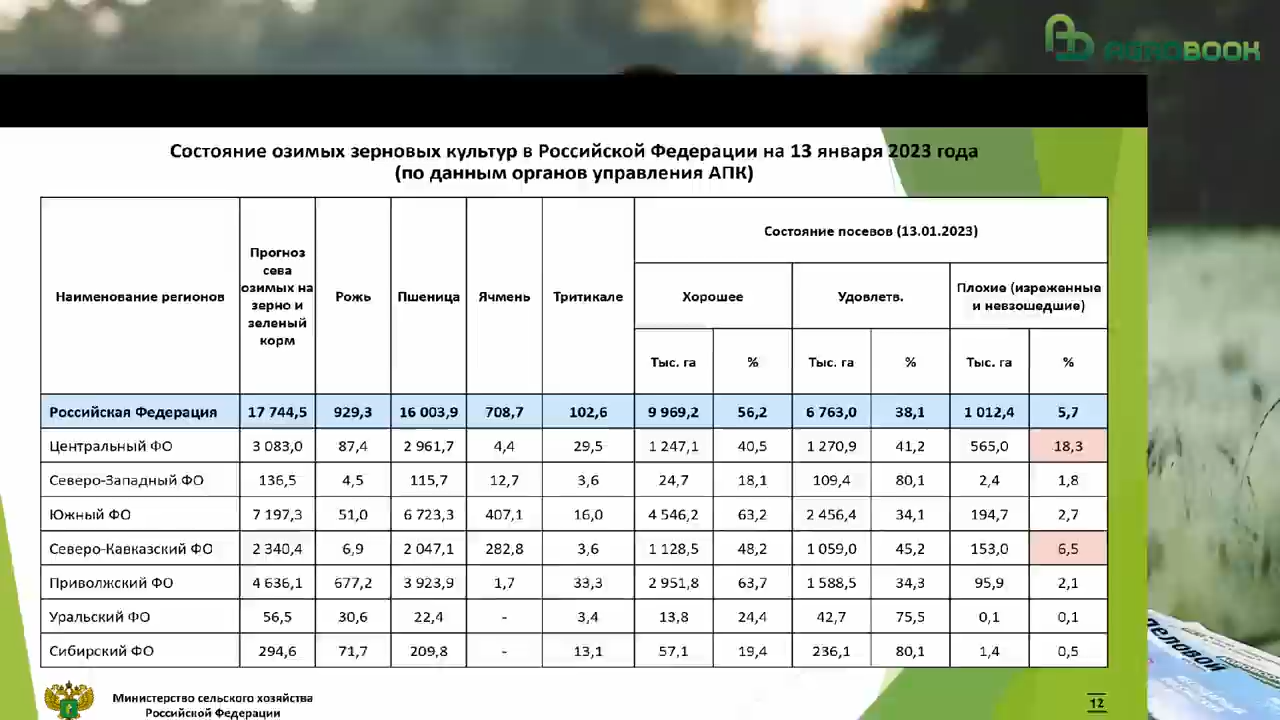 AGROBOOK
Состояние озимых зерновых культур в Российской Федерации на 13 января 2023 года
(по данным органов управления АПК)
Наименование регионов
Прогноз
сева
озимых на
зерно и
зеленый
корм
Рожь
Пшеница
Ячмень
Тритикале
Состояние посевов (13.01.2023)
Хорошее
Удовлетв.
Плохие (изреженные
и невзошедшие)
Тыс. га % Тыс. га % Тыс. га %
Российская Федерация 17 744,5 929,3 16 003,9 708,7 102,6 9 969,2 56,2 6 763,0 38,1 1 012,4 5,7
Центральный ФО 3 083,0 87,4 2 961,7 4,4 29,5 1 247,1 40,5 1 270,9 41,2 565,0 18,3
Северо-Западный ФО 136,5 4,5 115,7 12,7 3,6 24,7 18,1 109,4 80,1 2,4 1,8
Южный ФО 7 197,3 51,0 6 723,3 407,1 16,0 4 546,2 63,2 2 456,4 34,1 194,7 2,7
Северо-Кавказский ФО 2 340,4 6,9 2 047,1 282,8 3,6 1 128,5 48,2 1 059,0 45,2 153,0 6,5
Приволжский ФО 4 636,1 677,2 3 923,9 1,7 33,3 2 951,8 63,7 1 588,5 34,3 95,9 2,1
Уральский ФО 56,5 30,6 22,4 - 3,4 13,8 24,4 42,7 75,5 0,1 0,1
Сибирский ФО 294,6 71,7 209,8 - 13,1 57,1 19,4 236,1 80,1 1,4 0,5
Министерство сельского хозяйства
Российской Федерации
12